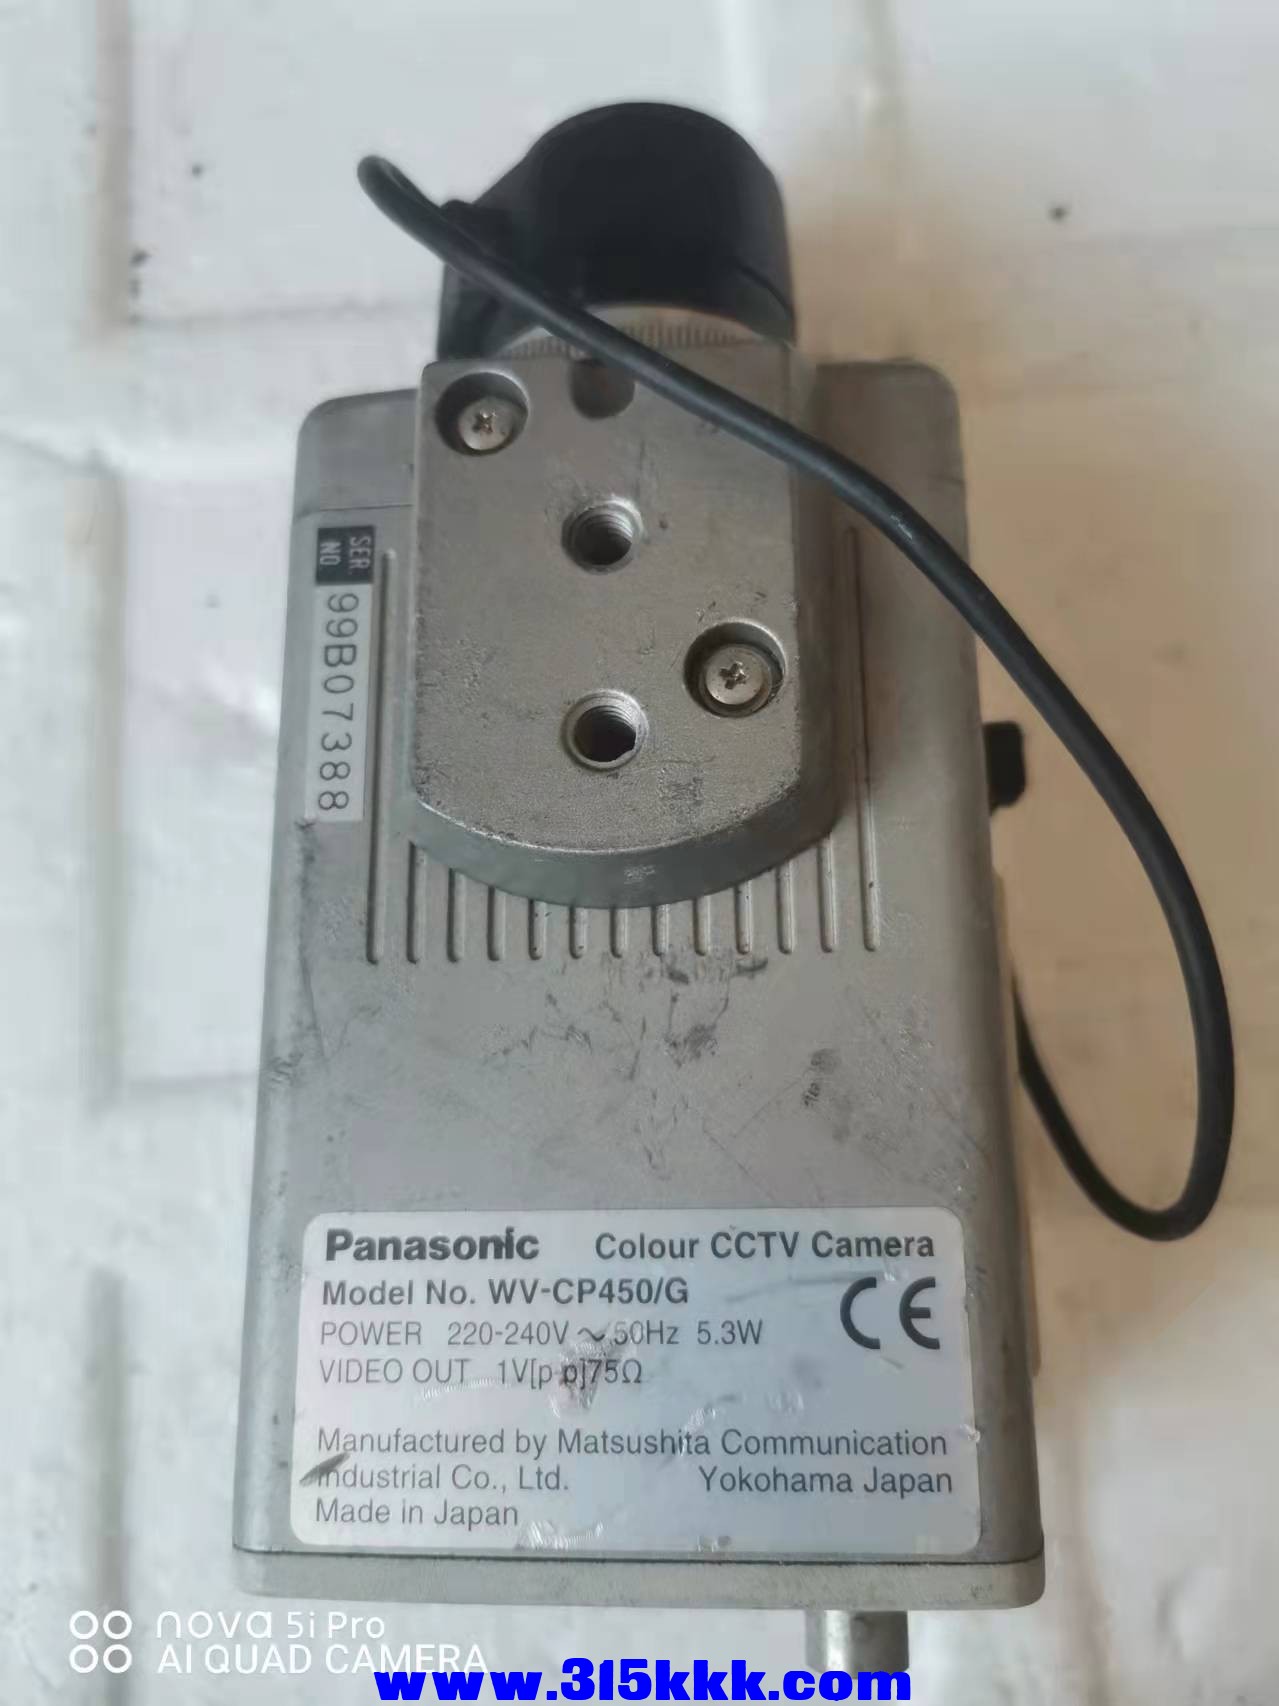 SER.
NO.
99B07388
Panasonic Colour CCTV Camera
Model No. WV-CP450/G
POWER 220-240V ~ 50Hz 5.3W
VIDEO OUT 1V[p-p]75Ω
CE
Manufactured by Matsushita Communication
Industrial Co., Ltd. Yokohama Japan
Made in Japan
nova 5i Pro
AI QUAD CAMERA
www.315kkk.com